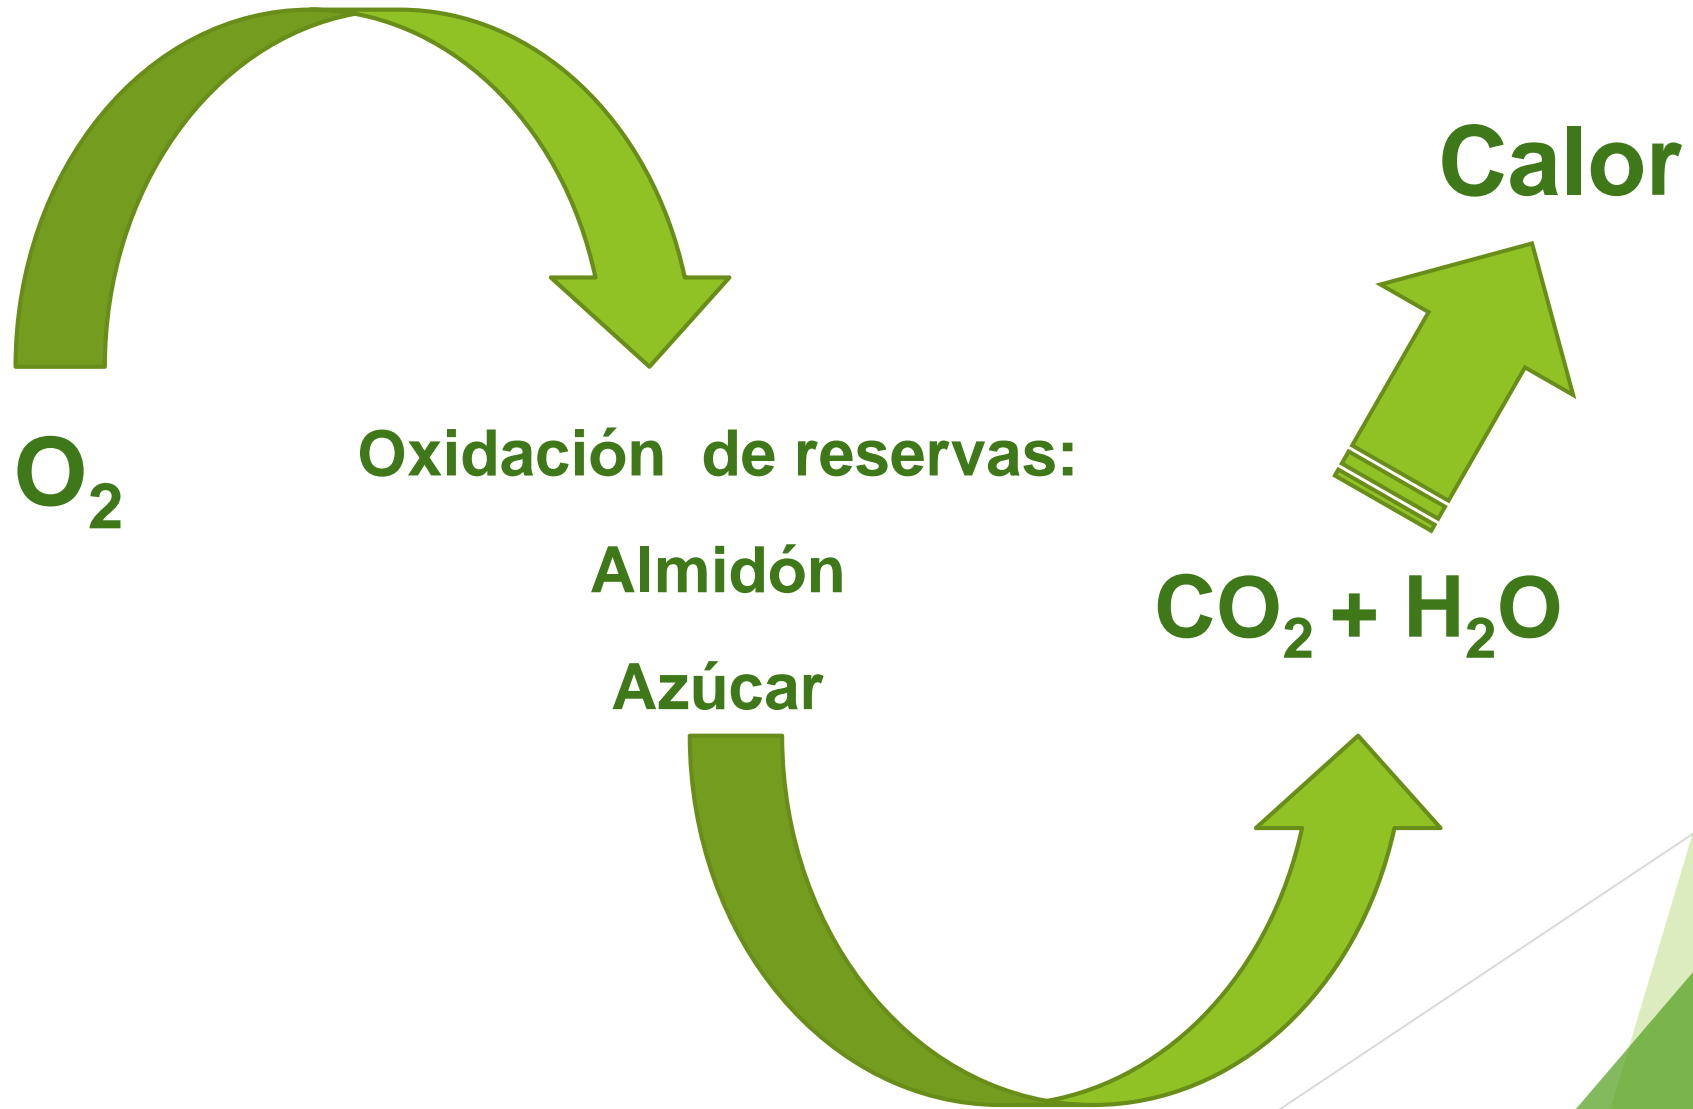 Calor
O₂
Oxidación de reservas:
Almidón
Azúcar
CO₂ + H₂O